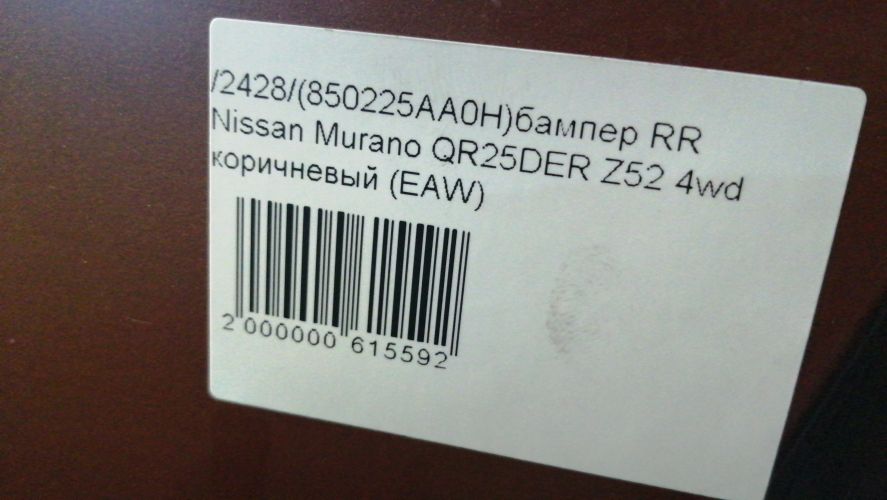 /2428/(850225AA0H)бампер RR
Nissan Murano QR25DER Z52 4wd
коричневый (EAW)
2 000000 615592